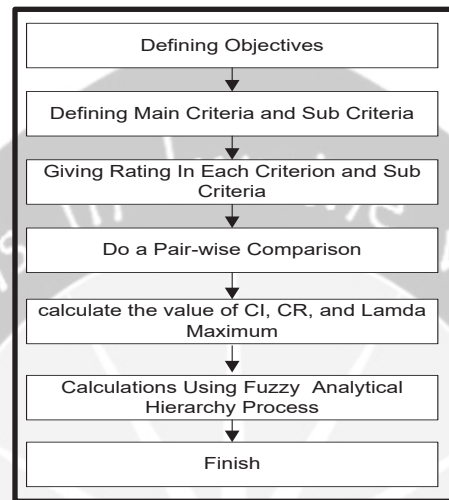 Defining Objectives
Defining Main Criteria and Sub Criteria
Giving Rating In Each Criterion and Sub
Criteria
Do a Pair-wise Comparison
calculate the value of CI, CR, and Lamda
Maximum
Calculations Using Fuzzy Analytical
Hierarchy Process
Finish